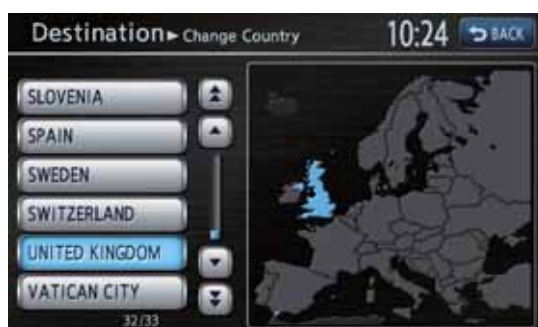 Destination ► Change Country
10:24
BACK
SLOVENIA
SPAIN
SWEDEN
SWITZERLAND
UNITED KINGDOM
VATICAN CITY
32/33